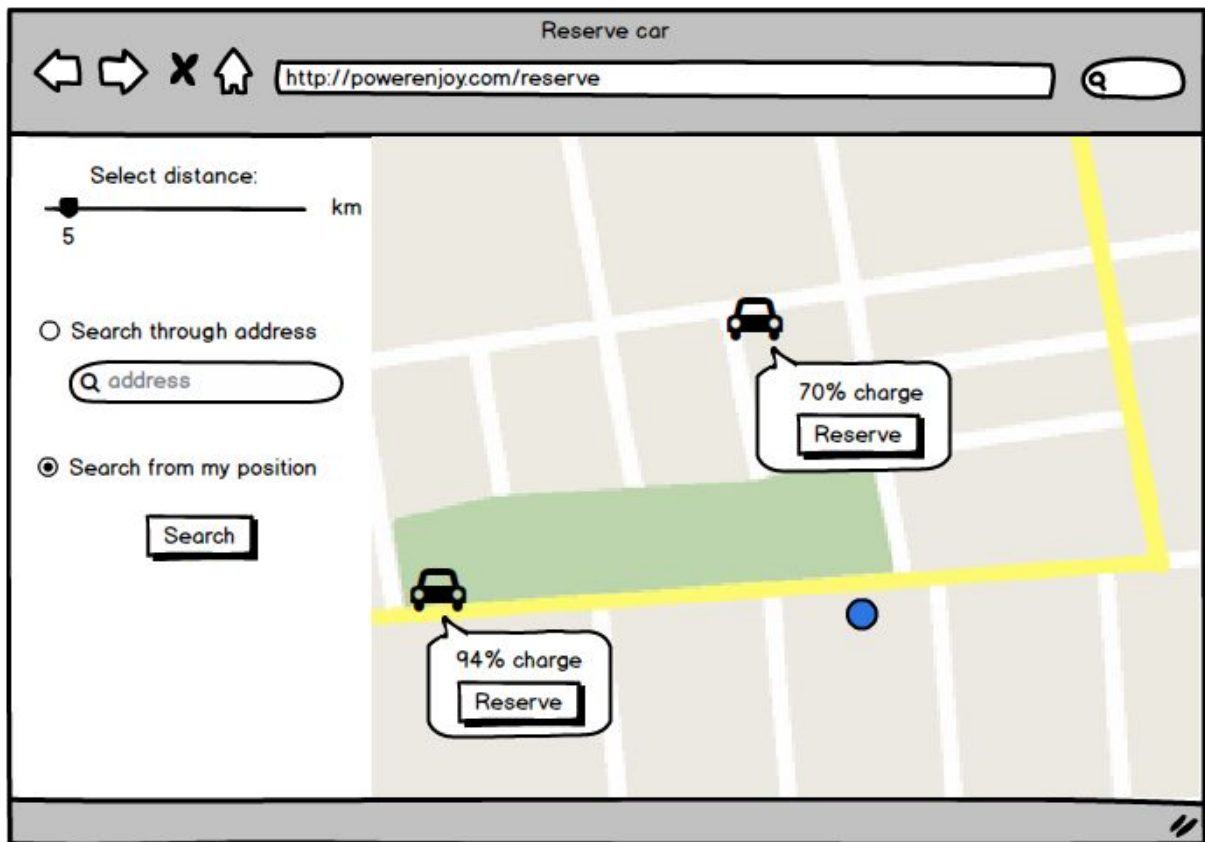 Reserve car
http://powerenjoy.com/reserve
Select distance:
km
5
Search through address
address
Search from my position
Search
70% charge
Reserve
94% charge
Reserve